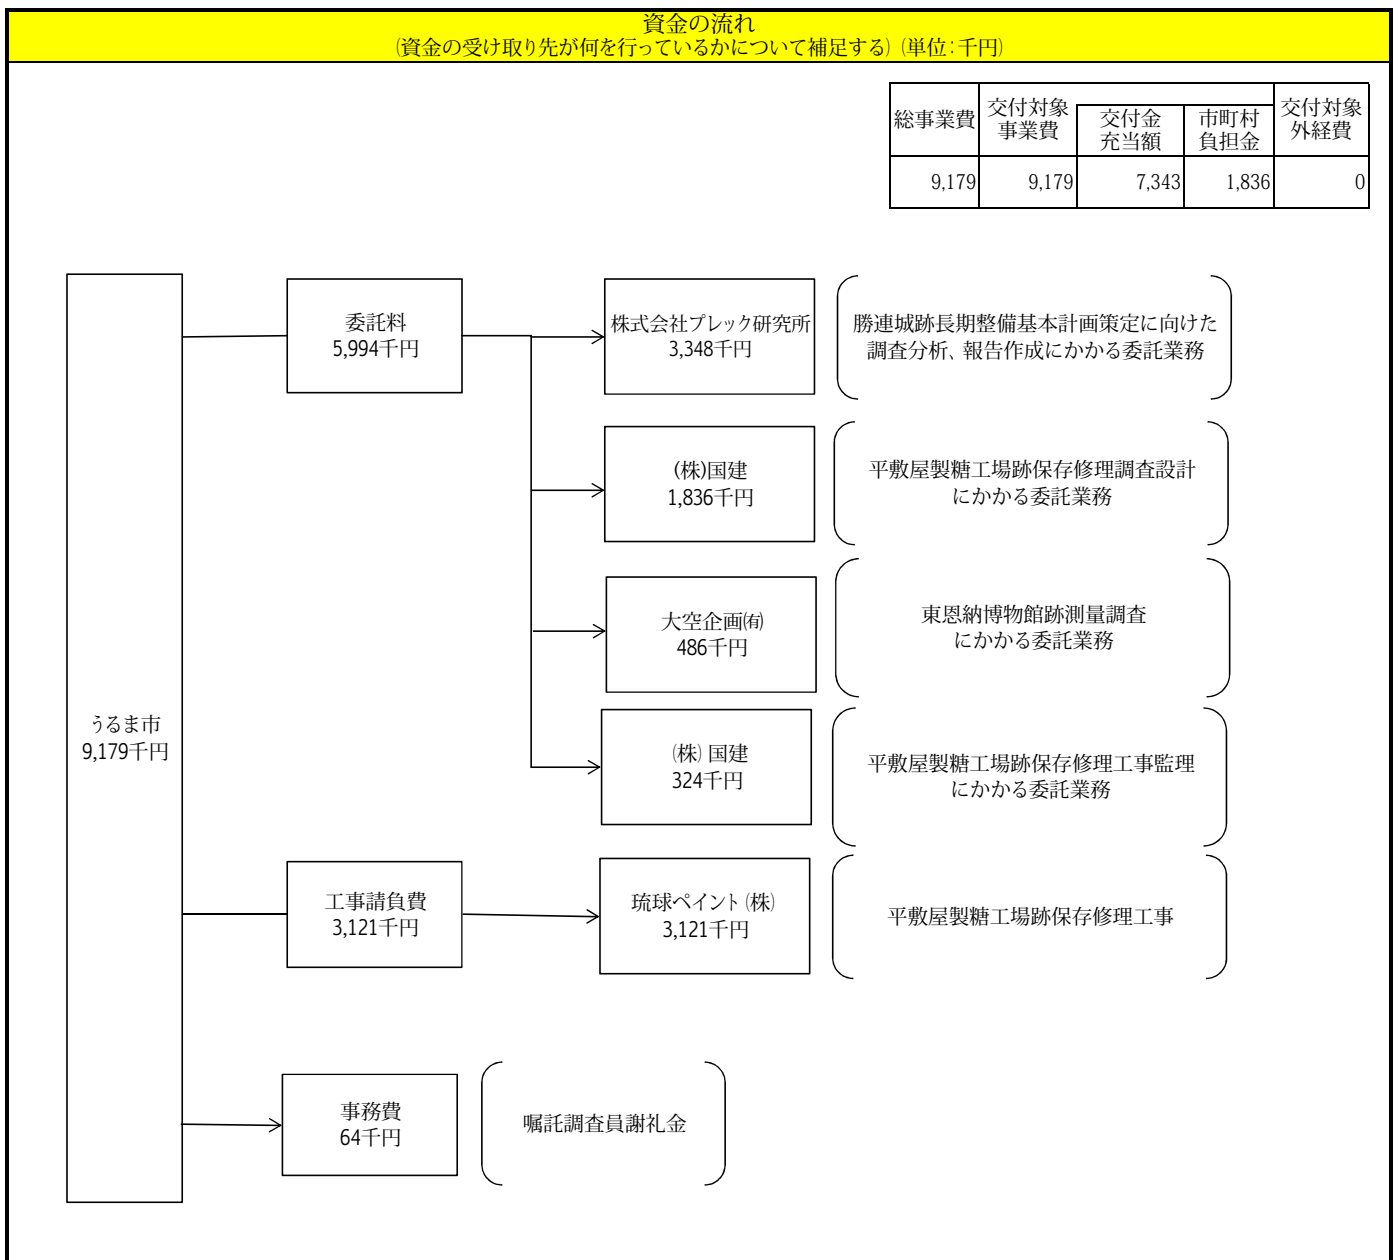 資金の流れ
(資金の受け取り先が何を行っているかについて補足する) (単位：千円)
総事業費
交付対象
事業費
交付金
充当額
市町村
負担金
交付対象
外経費
9,179
9,179
7,343
1,836
0
うるま市
9,179千円
委託料
5,994千円
株式会社プレック研究所
3,348千円
勝連城跡長期整備基本計画策定に向けた
調査分析、報告作成にかかる委託業務
(株)国建
1,836千円
平敷屋製糖工場跡保存修理調査設計
にかかる委託業務
大空企画㈲
486千円
東恩納博物館跡測量調査
にかかる委託業務
(株) 国建
324千円
平敷屋製糖工場跡保存修理工事監理
にかかる委託業務
工事請負費
3,121千円
琉球ペイント (株)
3,121千円
平敷屋製糖工場跡保存修理工事
事務費
64千円
嘱託調査員謝礼金